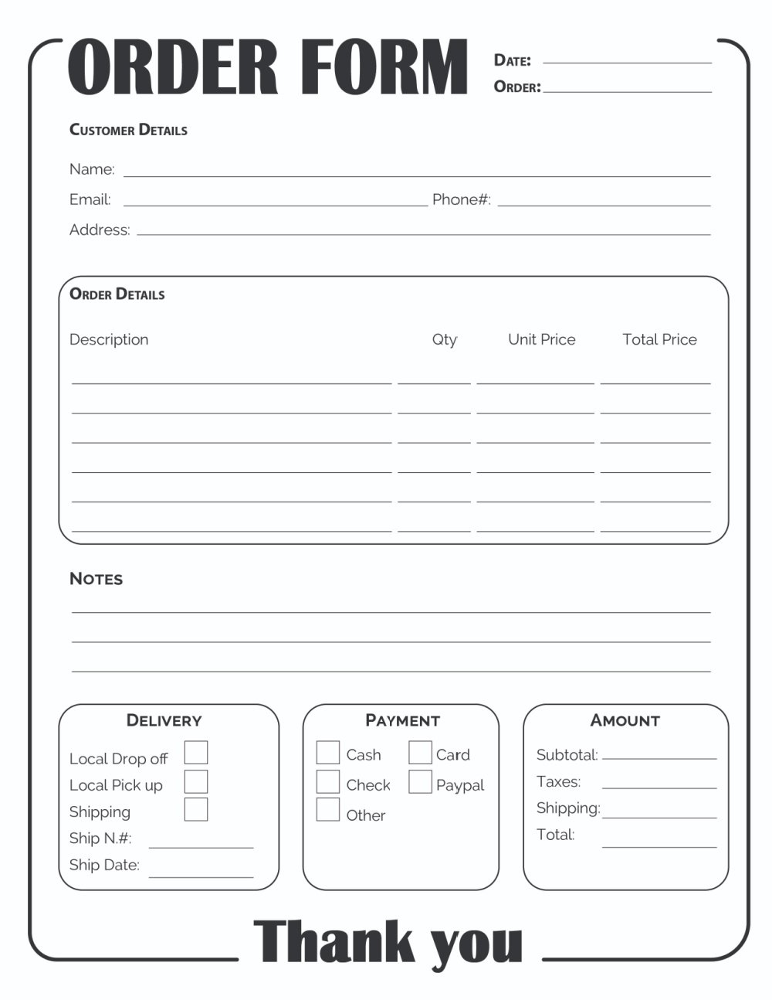 ORDER FORM
DATE:
ORDER:
CUSTOMER DETAILS
Name:
Email: Phone#:
Address:
ORDER DETAILS
Description Qty Unit Price Total Price
NOTES
DELIVERY
Local Drop off
Local Pick up
Shipping
Ship N.#:
Ship Date:
PAYMENT
Cash Card
Check Paypal
Other
AMOUNT
Subtotal:
Taxes:
Shipping:
Total:
Thank you